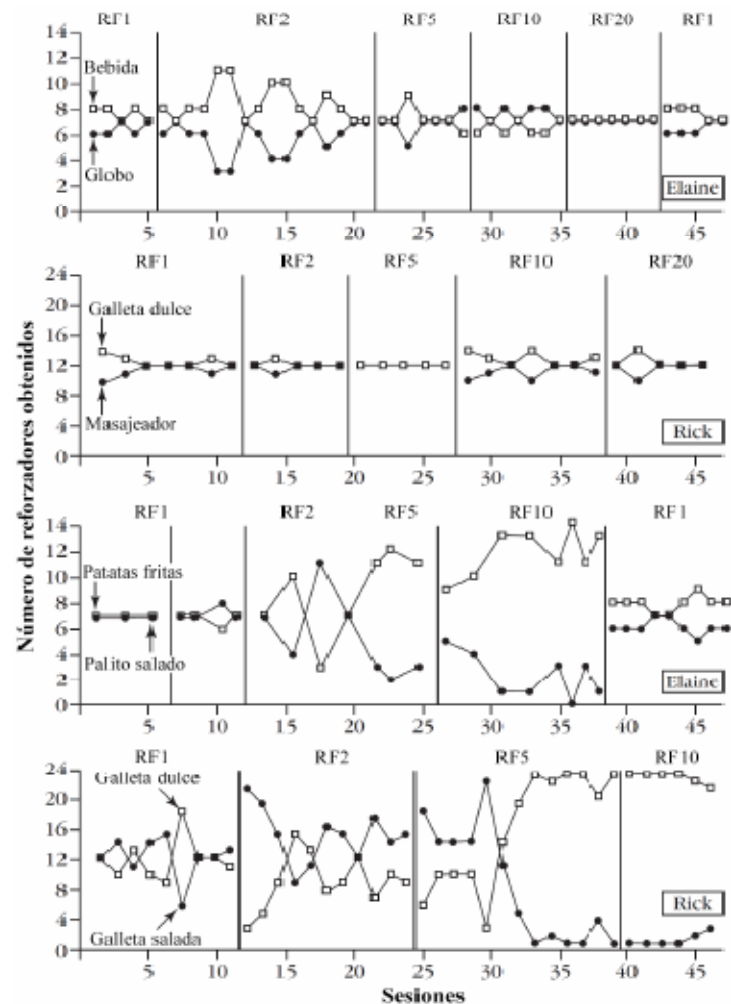 Número de reforzadores obtenidos
RF1 RF2 RF5 RF10 RF20 RF1
14
12
10
8
6
4
2
0
Bebida
Globo
Elaine
5 10 15 20 25 30 35 40 45
RF1 RF2 RF5 RF10 RF20
24
20
16
12
8
4
0
Galleta dulce
Masajeador
Rick
5 10 15 20 25 30 35 40 45
RF1 RF2 RF5 RF10 RF1
14
12
10
8
6
4
2
0
Patatas fritas
Palito salado
Elaine
5 10 15 20 25 30 35 40 45
RF1 RF2 RF5 RF10
24
20
16
12
8
4
0
Galleta dulce
Galleta salada
Rick
5 10 15 20 25 30 35 40 45
Sesiones